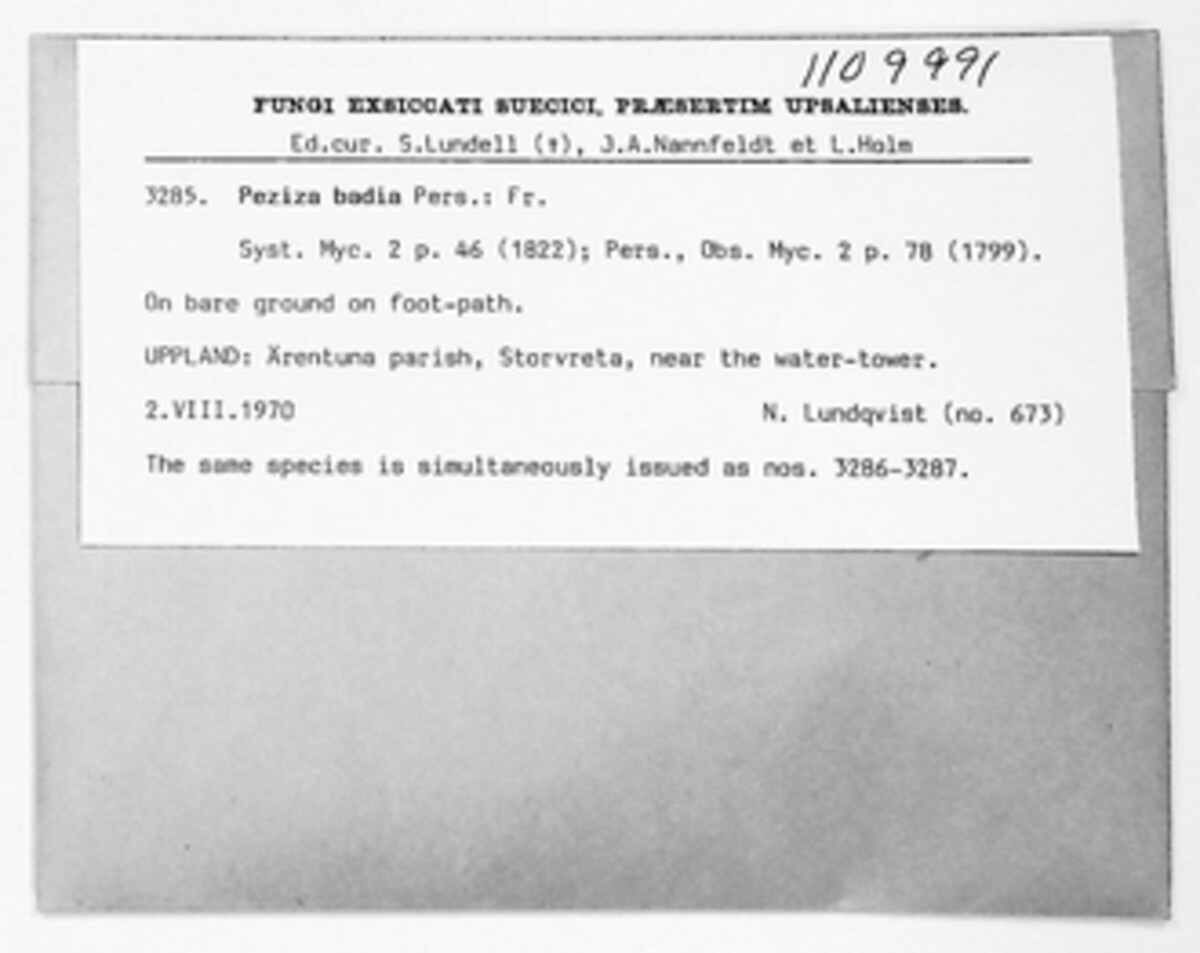 1109991
FUNGI EXSICCATI SUECICI, PRÆSERTIM UPSALIENSES.
Ed.cur. S.Lundell (†), J.A.Nannfeldt et L.Holm
3285. Peziza badia Pers.: Fr.
Syst. Myc. 2 p. 46 (1822); Pers., Obs. Myc. 2 p. 78 (1799).
On bare ground on foot-path.
UPPLAND: Ärentuna parish, Storvreta, near the water-tower.
2.VIII.1970 N. Lundqvist (no. 673)
The same species is simultaneously issued as nos. 3286-3287.